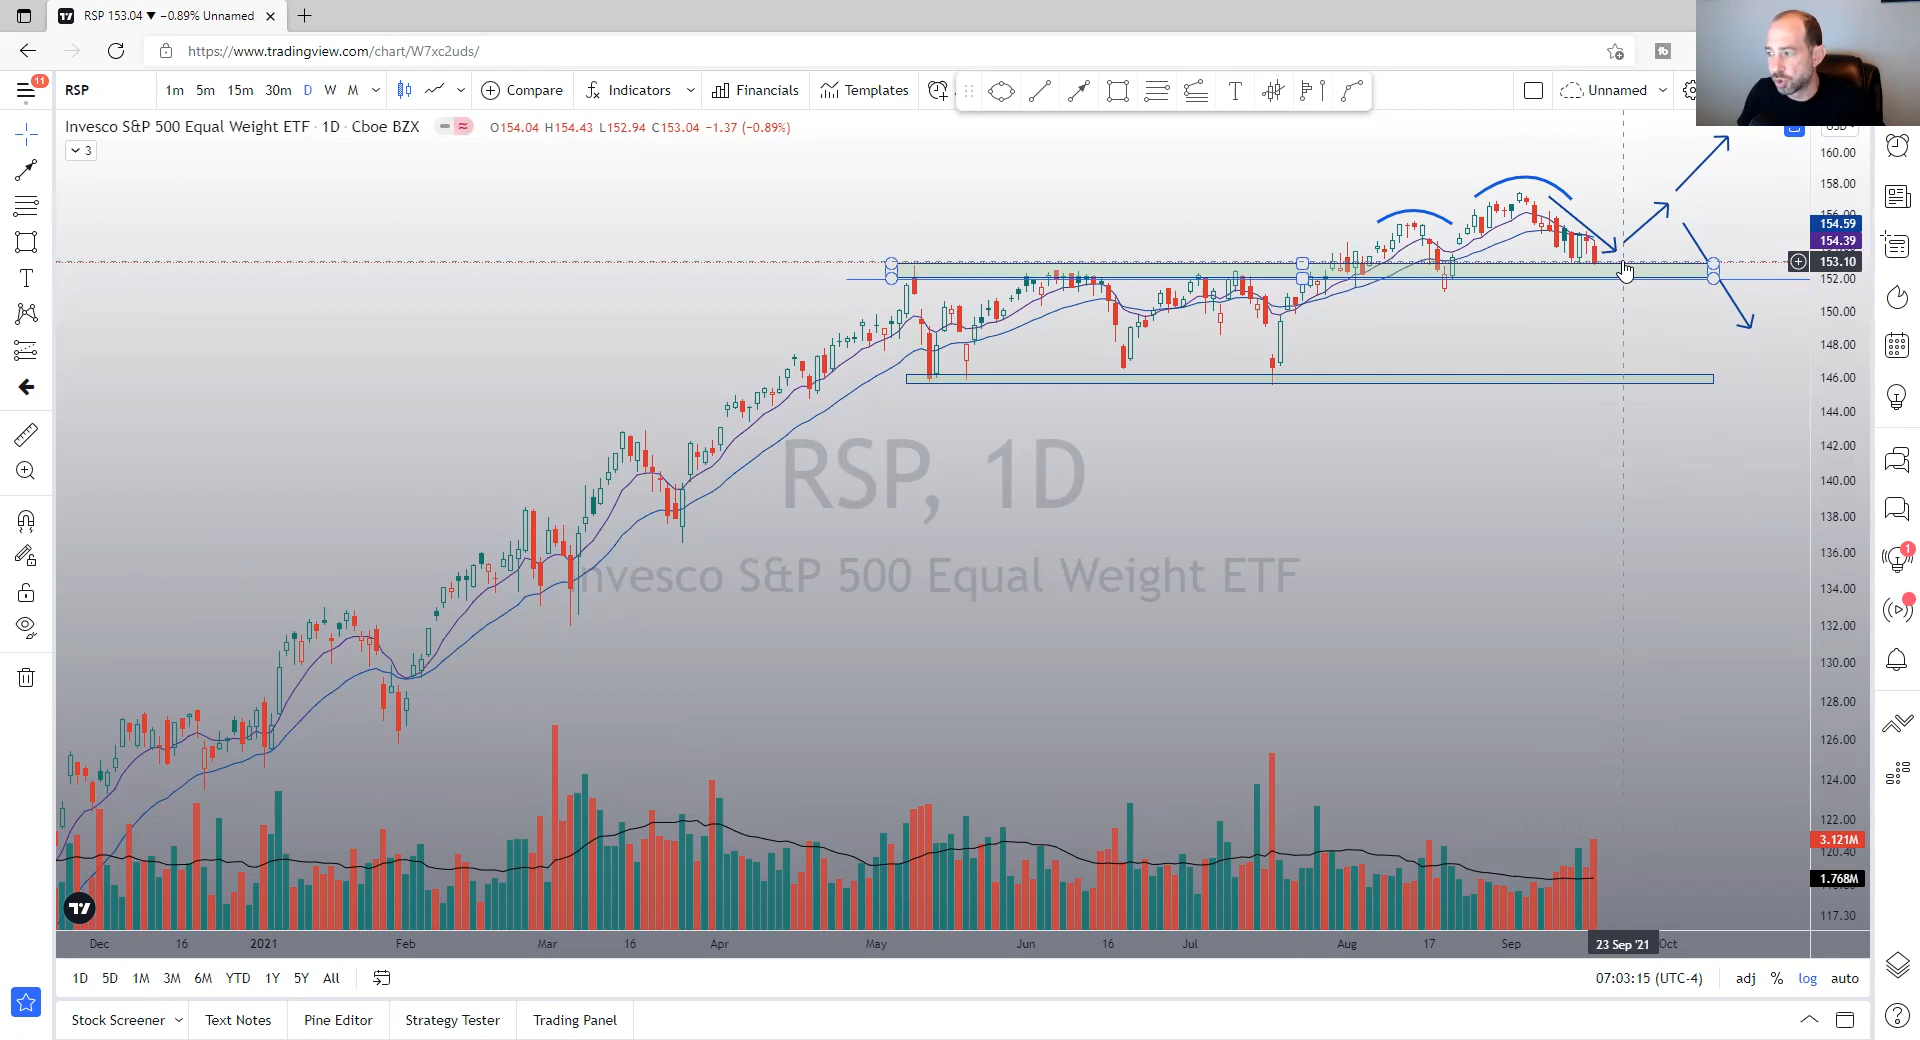 RSP 153.04 ▼ −0.89% Unnamed
https://www.tradingview.com/chart/W7xc2uds/
11
RSP 1m 5m 15m 30m D W M Compare Indicators Financials Templates Unnamed
Invesco S&P 500 Equal Weight ETF · 1D · Cboe BZX O154.04 H154.43 L152.94 C153.04 −1.37 (−0.89%)
3
160.00
158.00
154.59
154.39
153.10
152.00
150.00
148.00
146.00
144.00
142.00
140.00
138.00
136.00
134.00
132.00
130.00
128.00
126.00
124.00
122.00
3.121M
120.40
1.768M
117.30
RSP, 1D
Invesco S&P 500 Equal Weight ETF
1
Dec 16 2021 Feb Mar 16 Apr May Jun 16 Jul Aug 17 Sep 23 Sep '21 Oct
1D 5D 1M 3M 6M YTD 1Y 5Y All 07:03:15 (UTC-4) adj % log auto
Stock Screener Text Notes Pine Editor Strategy Tester Trading Panel